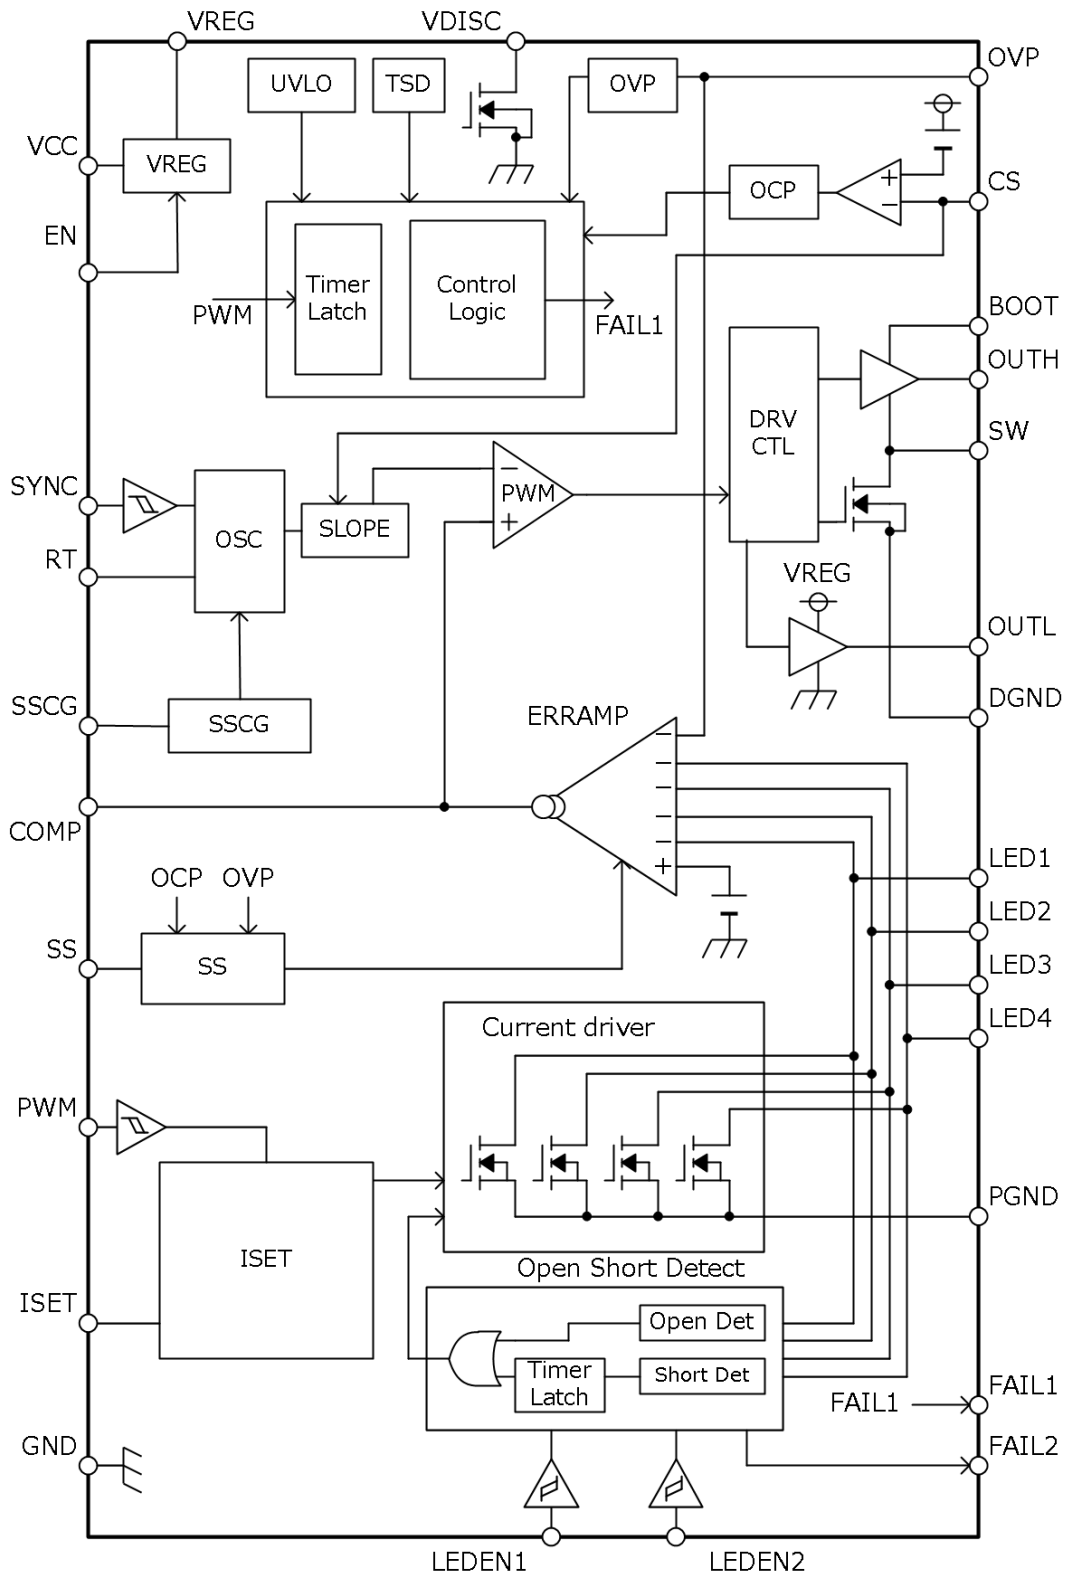 VREG
VDISC
OVP
UVLO
TSD
OVP
VCC
VREG
+
−
OCP
CS
EN
Timer
Latch
Control
Logic
PWM
FAIL1
BOOT
OUTH
DRV
CTL
SW
SYNC
−
PWM
+
OSC
SLOPE
RT
VREG
OUTL
SSCG
SSCG
ERRAMP
DGND
−
−
−
−
−
+
COMP
LED1
OCP
OVP
LED2
SS
SS
LED3
LED4
Current driver
PWM
PGND
ISET
Open Short Detect
ISET
Open Det
Timer
Latch
Short Det
FAIL1
FAIL1
GND
FAIL2
LEDEN1
LEDEN2